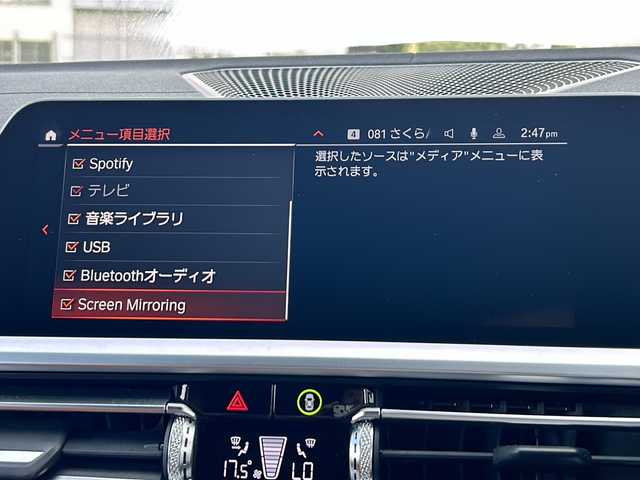 メニュー項目選択
4 081 さくら
2:47pm
Spotify
テレビ
音楽ライブラリ
USB
Bluetoothオーディオ
Screen Mirroring
選択したソースは"メディア"メニューに表
示されます。
17.5° LO